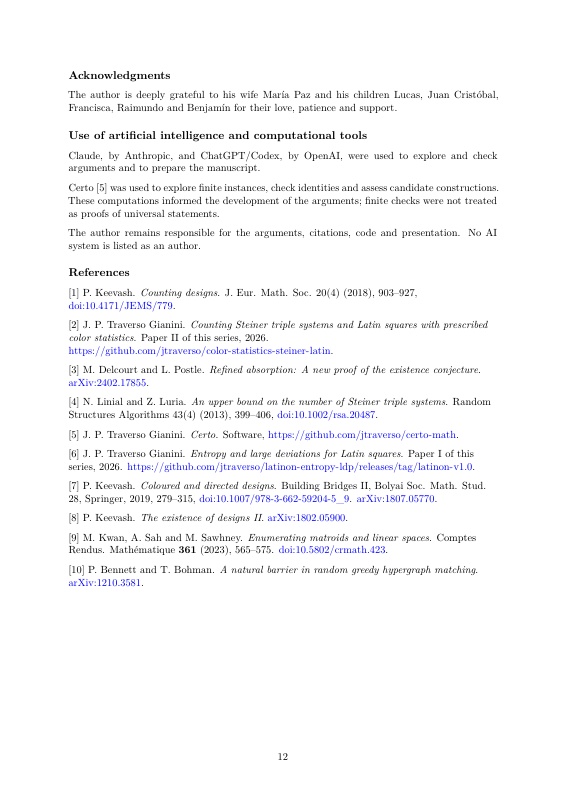 Acknowledgments
The author is deeply grateful to his wife María Paz and his children Lucas, Juan Cristóbal,
Francisca, Raimundo and Benjamín for their love, patience and support.
Use of artificial intelligence and computational tools
Claude, by Anthropic, and ChatGPT/Codex, by OpenAI, were used to explore and check
arguments and to prepare the manuscript.
Certo [5] was used to explore finite instances, check identities and assess candidate constructions.
These computations informed the development of the arguments; finite checks were not treated
as proofs of universal statements.
The author remains responsible for the arguments, citations, code and presentation. No AI
system is listed as an author.
References
[1] P. Keevash. Counting designs. J. Eur. Math. Soc. 20(4) (2018), 903–927,
doi:10.4171/JEMS/779.
[2] J. P. Traverso Gianini. Counting Steiner triple systems and Latin squares with prescribed
color statistics. Paper II of this series, 2026.
https://github.com/jtraverso/color-statistics-steiner-latin.
[3] M. Delcourt and L. Postle. Refined absorption: A new proof of the existence conjecture.
arXiv:2402.17855.
[4] N. Linial and Z. Luria. An upper bound on the number of Steiner triple systems. Random
Structures Algorithms 43(4) (2013), 399–406, doi:10.1002/rsa.20487.
[5] J. P. Traverso Gianini. Certo. Software, https://github.com/jtraverso/certo-math.
[6] J. P. Traverso Gianini. Entropy and large deviations for Latin squares. Paper I of this
series, 2026. https://github.com/jtraverso/latinon-entropy-ldp/releases/tag/latinon-v1.0.
[7] P. Keevash. Coloured and directed designs. Building Bridges II, Bolyai Soc. Math. Stud.
28, Springer, 2019, 279–315, doi:10.1007/978-3-662-59204-5_9. arXiv:1807.05770.
[8] P. Keevash. The existence of designs II. arXiv:1802.05900.
[9] M. Kwan, A. Sah and M. Sawhney. Enumerating matroids and linear spaces. Comptes
Rendus. Mathématique 361 (2023), 565–575. doi:10.5802/crmath.423.
[10] P. Bennett and T. Bohman. A natural barrier in random greedy hypergraph matching.
arXiv:1210.3581.
12